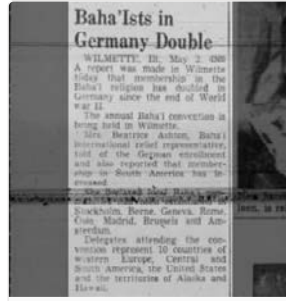 Baha'Ists in
Germany Double
WILMETTE, Ill., May 2
A report was made in Wilmette
today that membership in the
Baha'i religion has doubled in
Germany since the end of World
war II.
The annual Baha'i convention is
being held in Wilmette.
Mrs. Beatrice Ashton, Baha'i
international relief representative,
told of the German enrollment
and also reported that member-
ship in South America has in-
creased.
She
Stockholm, Berne, Geneva, Rome,
Oslo, Madrid, Brussels and Am-
sterdam.
Delegates attending the con-
vention represent 10 countries of
western Europe, Central and
South America, the United States
and the territories of Alaska and
Hawaii.